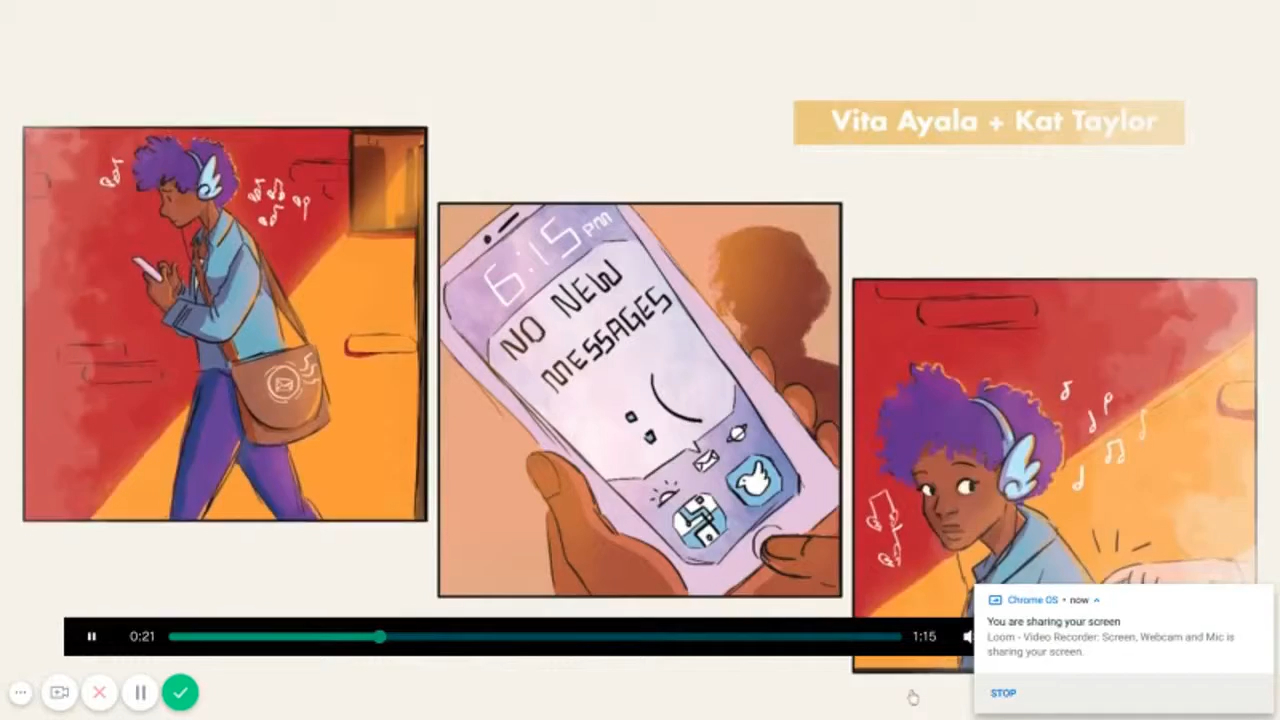 Vita Ayala + Kat Taylor
6:15 pm
NO NEW
MESSAGES
0:21
1:15
Chrome OS • now
You are sharing your screen
Loom - Video Recorder: Screen, Webcam and Mic is
sharing your screen.
STOP